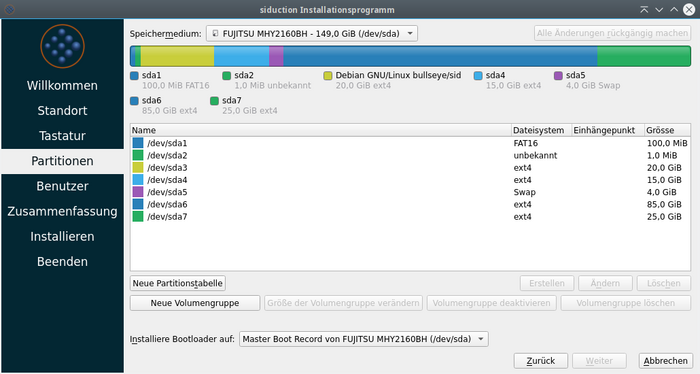 siduction Installationsprogramm
Speichermedium: FUJITSU MHY2160BH - 149,0 GiB (/dev/sda) Alle Änderungen rückgängig machen
sda1 sda2 Debian GNU/Linux bullseye/sid sda4 sda5
100,0 MiB FAT16 1,0 MiB unbekannt 20,0 GiB ext4 15,0 GiB ext4 4,0 GiB Swap
sda6 sda7
85,0 GiB ext4 25,0 GiB ext4
Willkommen
Standort
Tastatur
Partitionen
Benutzer
Zusammenfassung
Installieren
Beenden
Name Dateisystem Einhängepunkt Grösse
/dev/sda1 FAT16 100,0 MiB
/dev/sda2 unbekannt 1,0 MiB
/dev/sda3 ext4 20,0 GiB
/dev/sda4 ext4 15,0 GiB
/dev/sda5 Swap 4,0 GiB
/dev/sda6 ext4 85,0 GiB
/dev/sda7 ext4 25,0 GiB
Neue Partitionstabelle Erstellen Ändern Löschen
Neue Volumengruppe Größe der Volumengruppe verändern Volumengruppe deaktivieren Volumengruppe löschen
Installiere Bootloader auf: Master Boot Record von FUJITSU MHY2160BH (/dev/sda)
Zurück Weiter Abbrechen